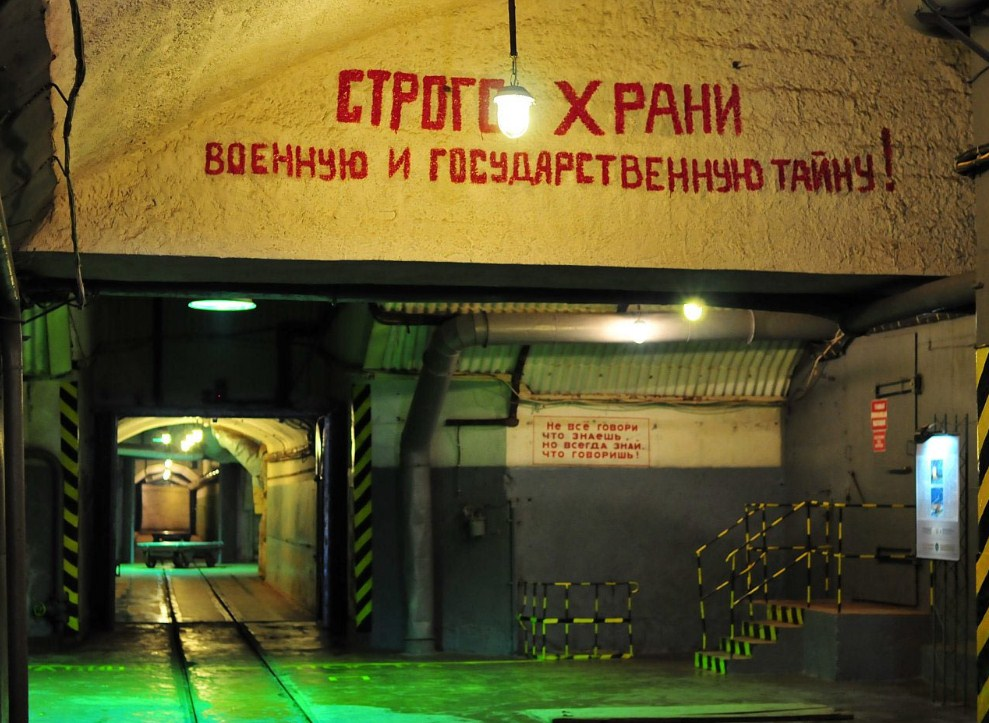 СТРОГО ХРАНИ
ВОЕННУЮ И ГОСУДАРСТВЕННУЮ ТАЙНУ!
Не всё говори
что знаешь..
но всегда знай..
что говоришь!